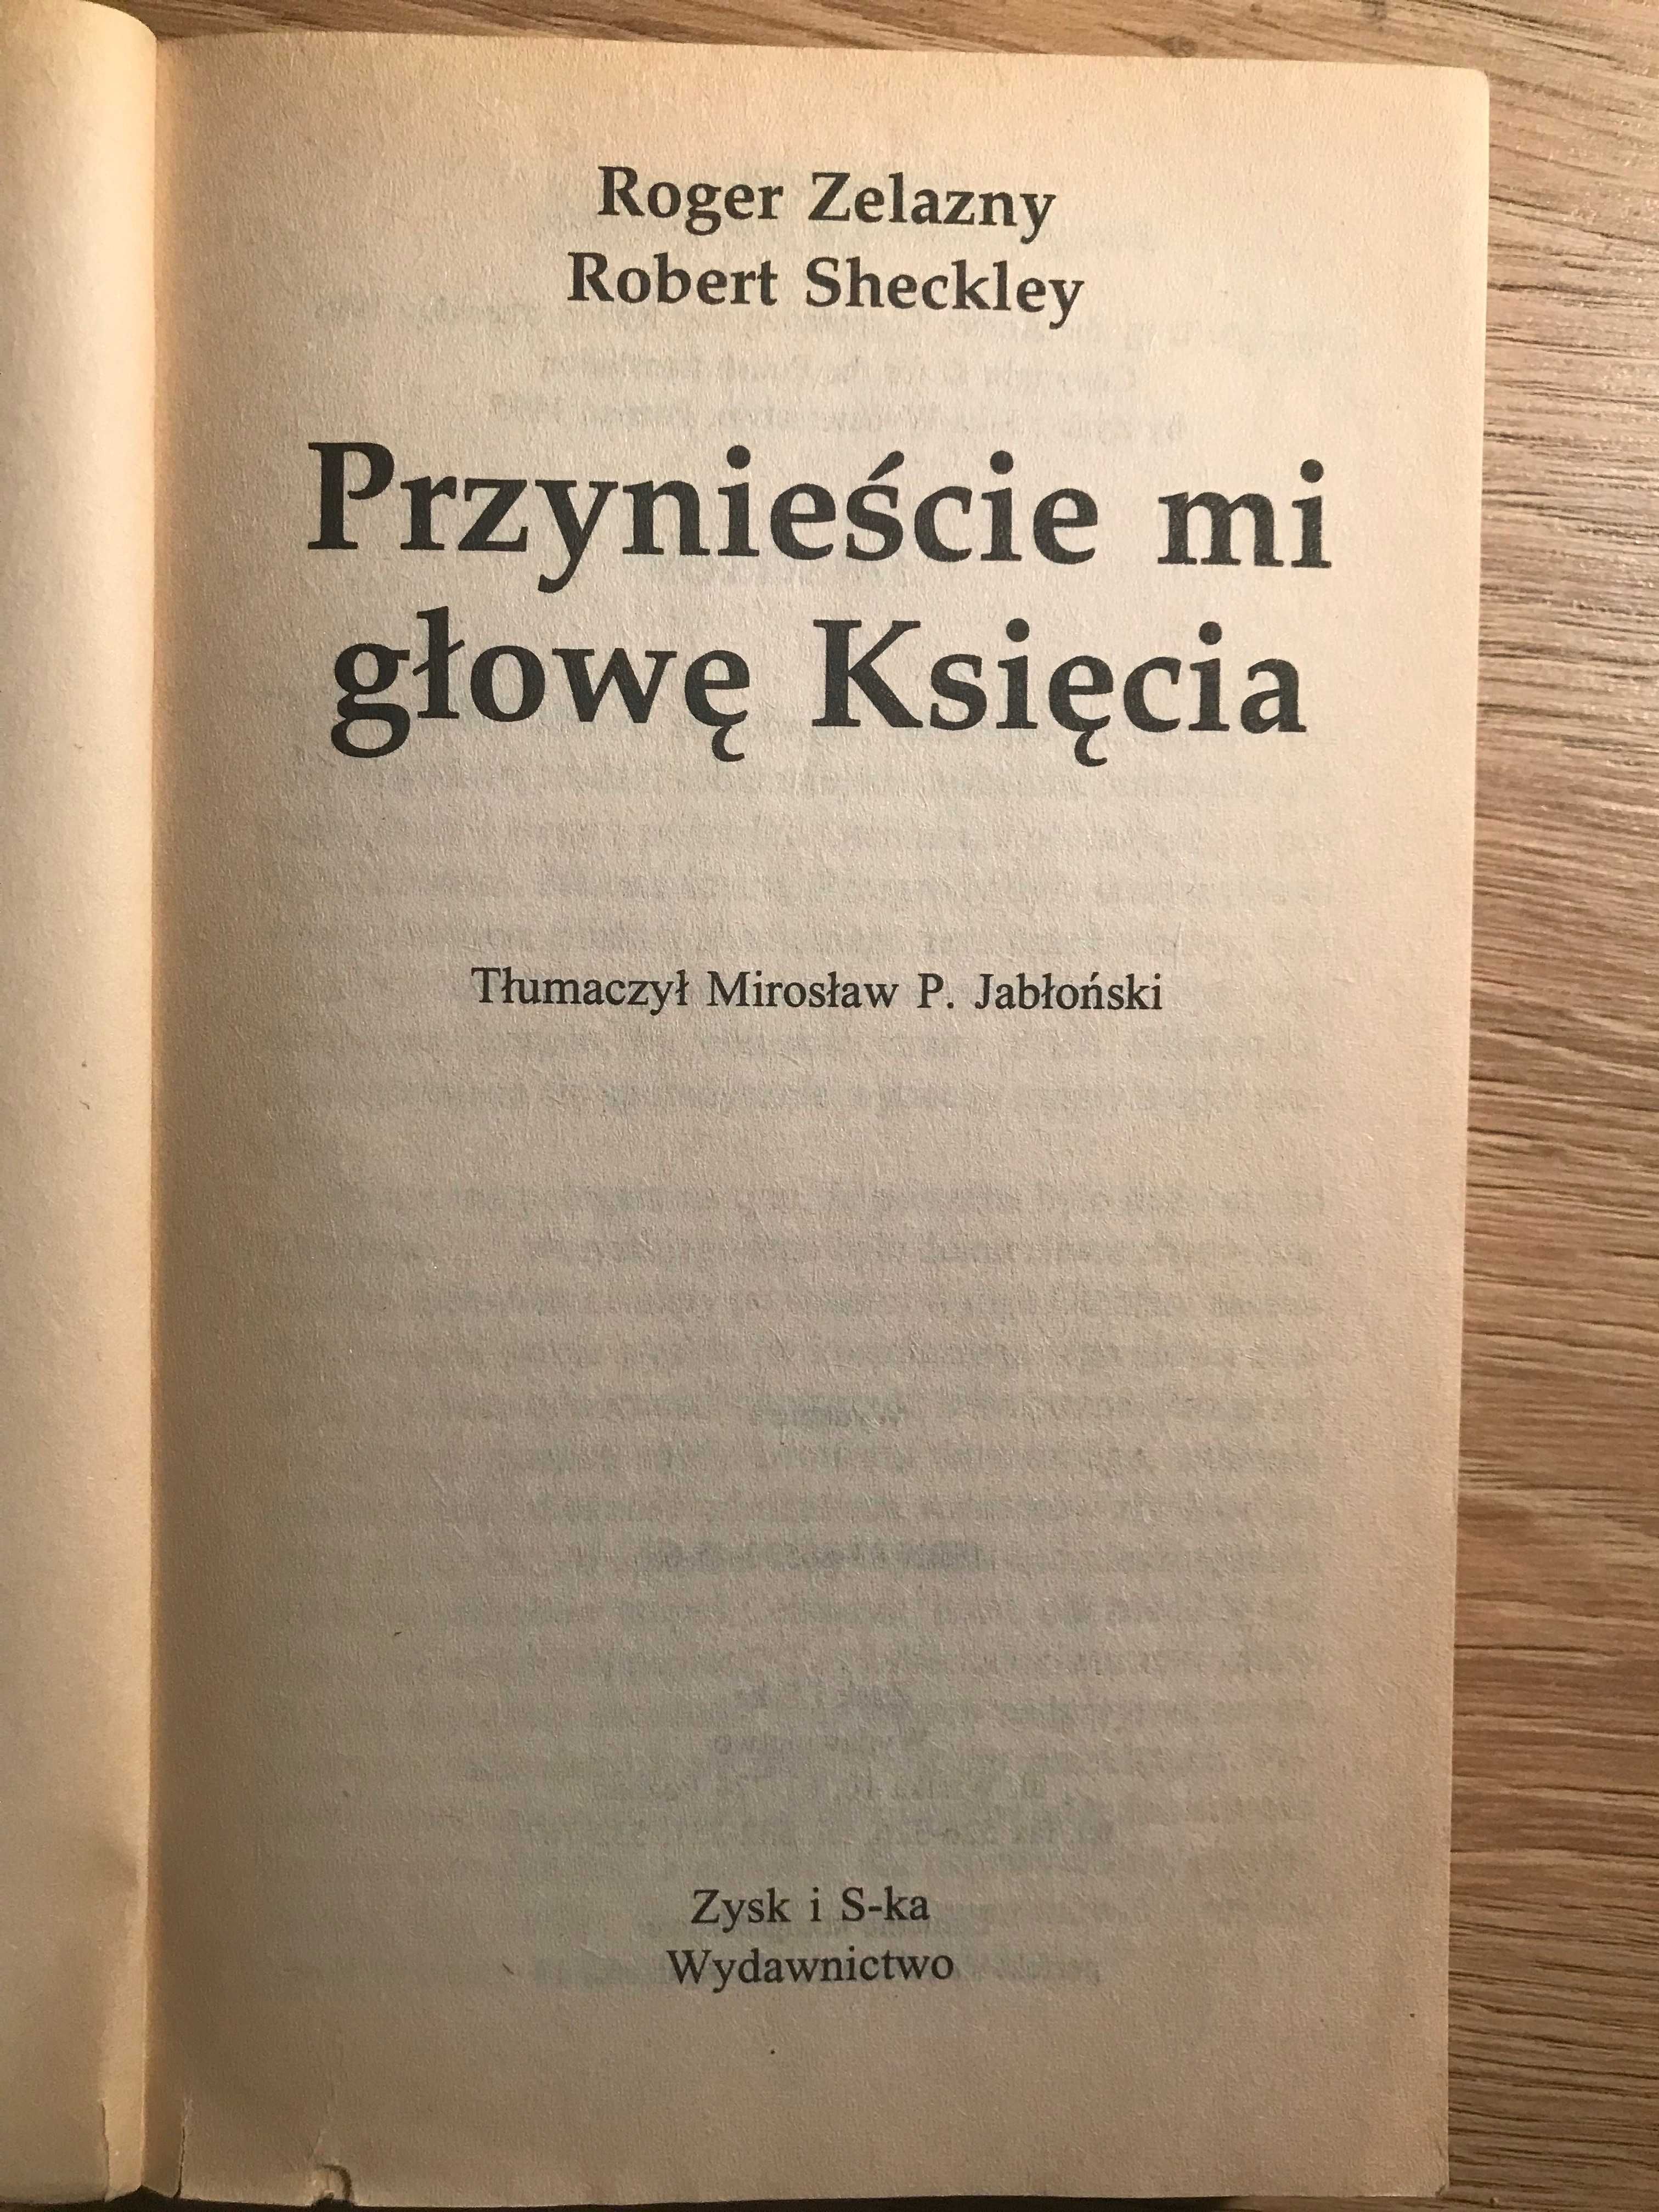 Roger Zelazny
Robert Sheckley
Przynieście mi
głowę Księcia
Tłumaczył Mirosław P. Jabłoński
Zysk i S-ka
Wydawnictwo